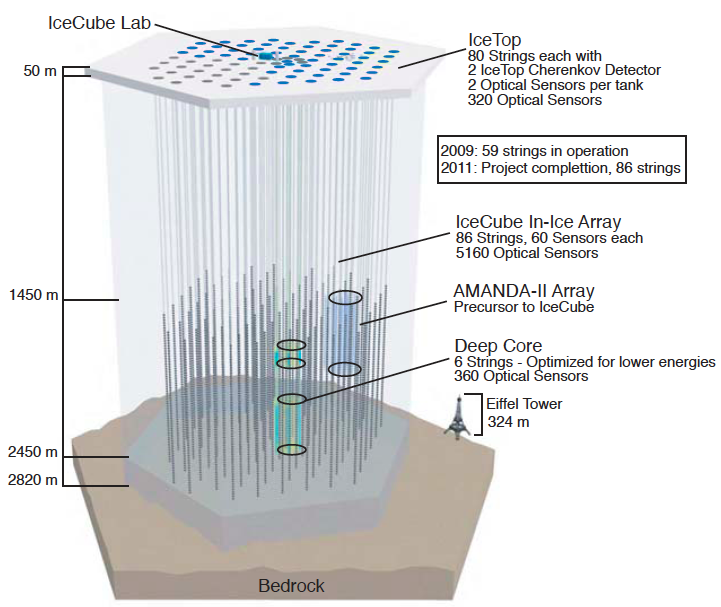 IceCube Lab
IceTop
80 Strings each with
2 IceTop Cherenkov Detector
2 Optical Sensors per tank
320 Optical Sensors
50 m
2009: 59 strings in operation
2011: Project complettion, 86 strings
IceCube In-Ice Array
86 Strings, 60 Sensors each
5160 Optical Sensors
1450 m
AMANDA-II Array
Precursor to IceCube
Deep Core
6 Strings - Optimized for lower energies
360 Optical Sensors
Eiffel Tower
324 m
2450 m
2820 m
Bedrock